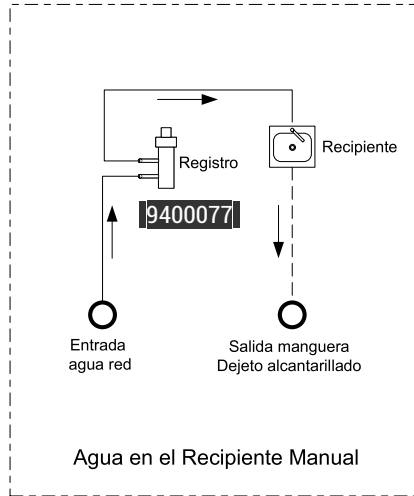 Registro
Recipiente
9400077
Entrada
agua red
Salida manguera
Dejeto alcantarillado
Agua en el Recipiente Manual